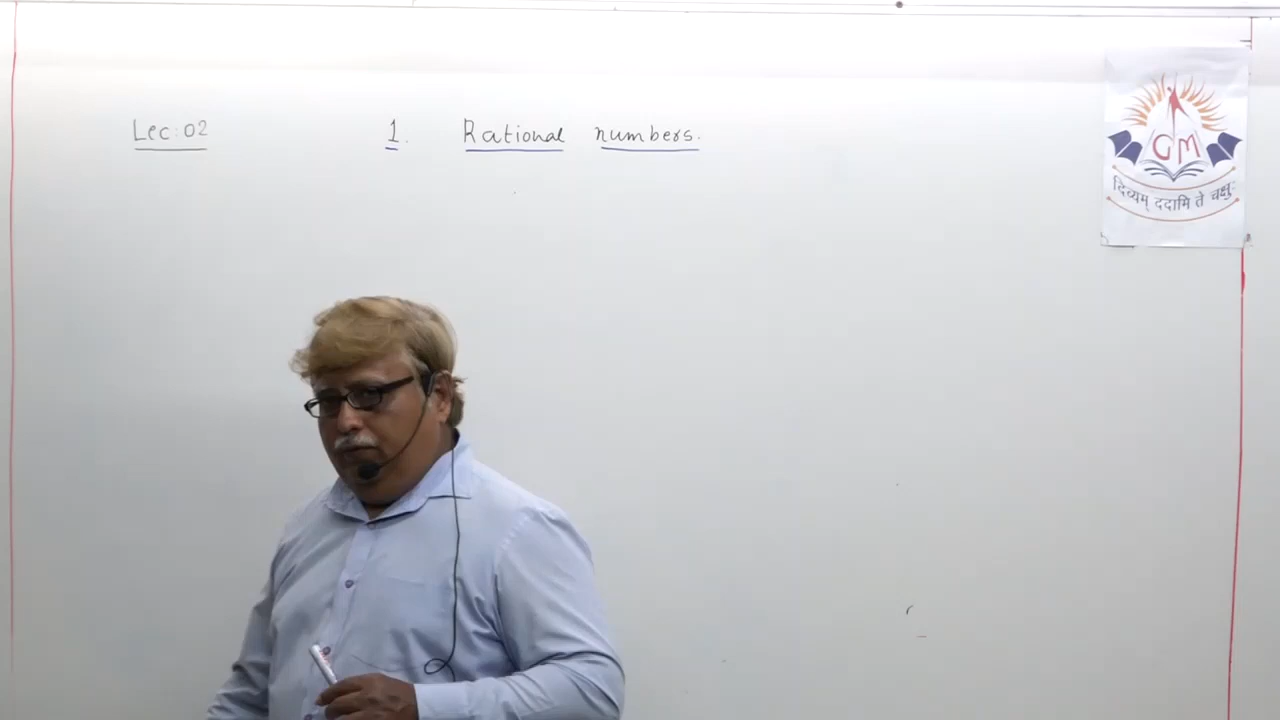 Lec:02 1. Rational numbers.
GM
दिव्यम् ददामि ते चक्षुः